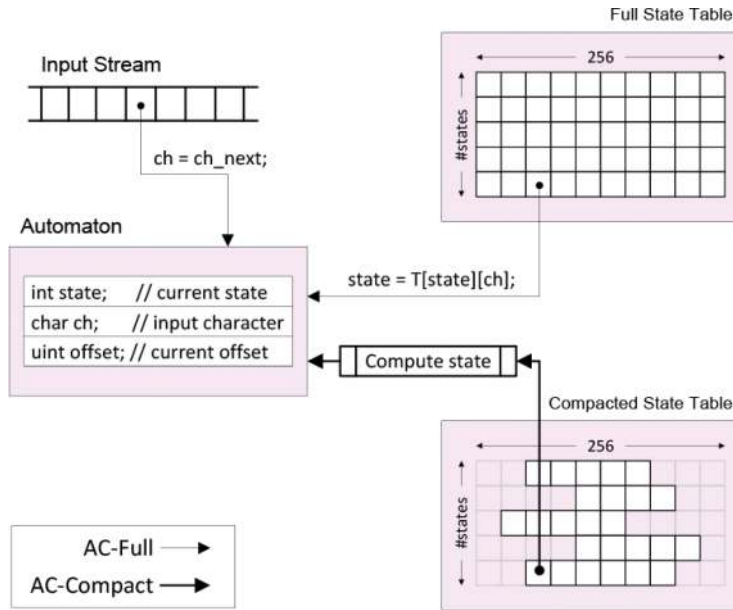 Full State Table
256
#states
Input Stream
ch = ch_next;
Automaton
int state; // current state
char ch; // input character
uint offset; // current offset
state = T[state][ch];
Compute state
Compacted State Table
256
#states
AC-Full
AC-Compact